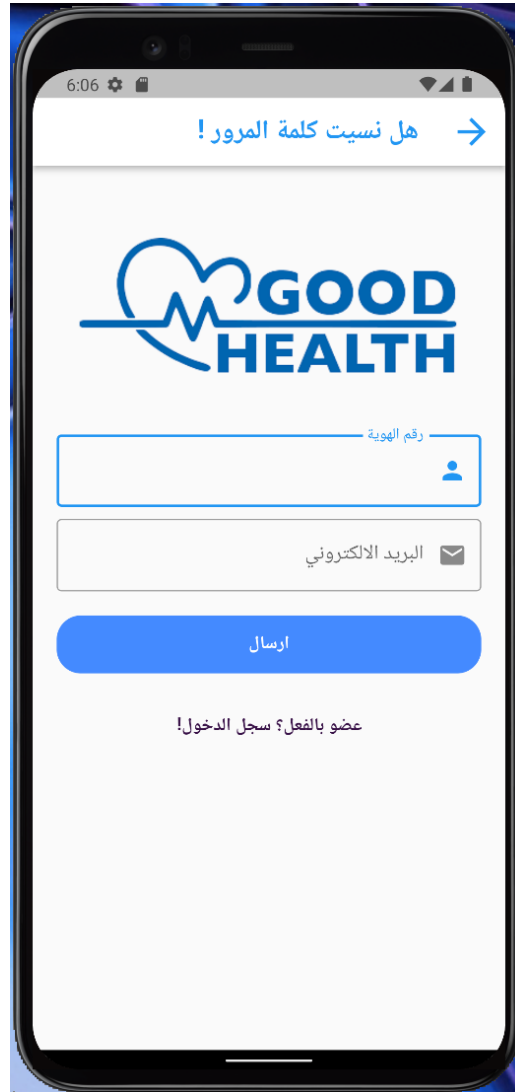 6:06
هل نسيت كلمة المرور !
GOOD
HEALTH
رقم الهوية
البريد الالكتروني
ارسال
عضو بالفعل؟ سجل الدخول!